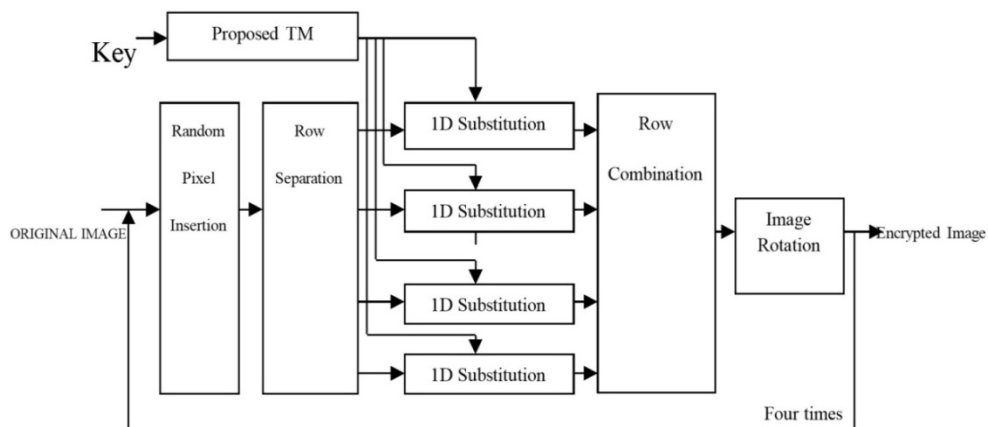 Key
Proposed TM
ORIGINAL IMAGE
Random
Pixel
Insertion
Row
Separation
1D Substitution
1D Substitution
1D Substitution
1D Substitution
Row
Combination
Image
Rotation
Encrypted Image
Four times